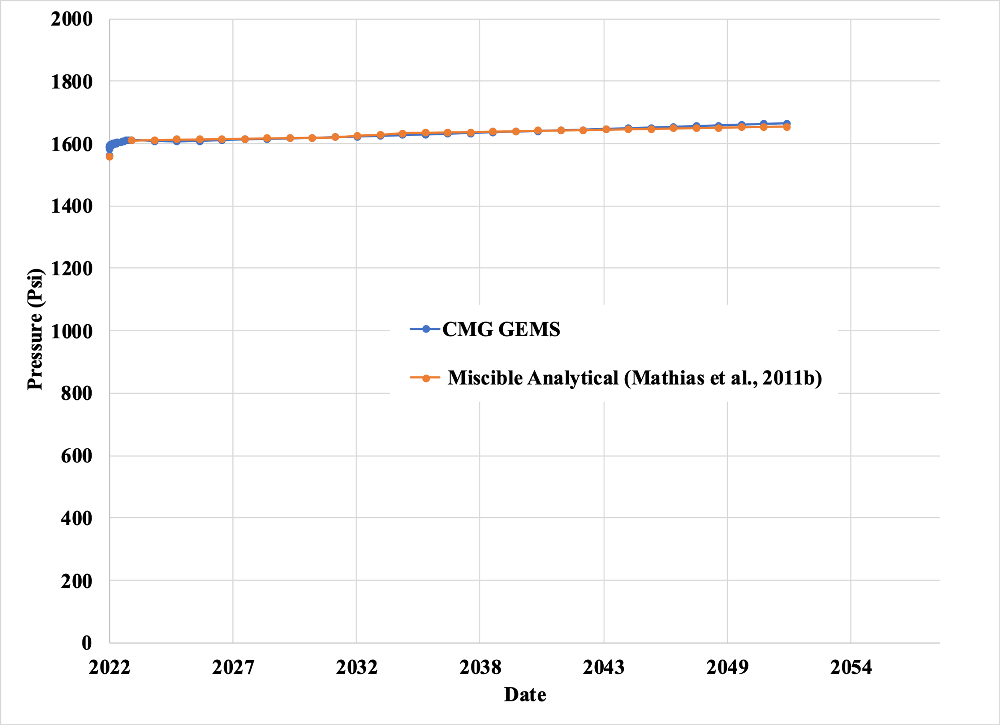 2000
1800
1600
1400
1200
1000
800
600
400
200
0
Pressure (Psi)
CMG GEMS
Miscible Analytical (Mathias et al., 2011b)
2022 2027 2032 2038 2043 2049 2054
Date